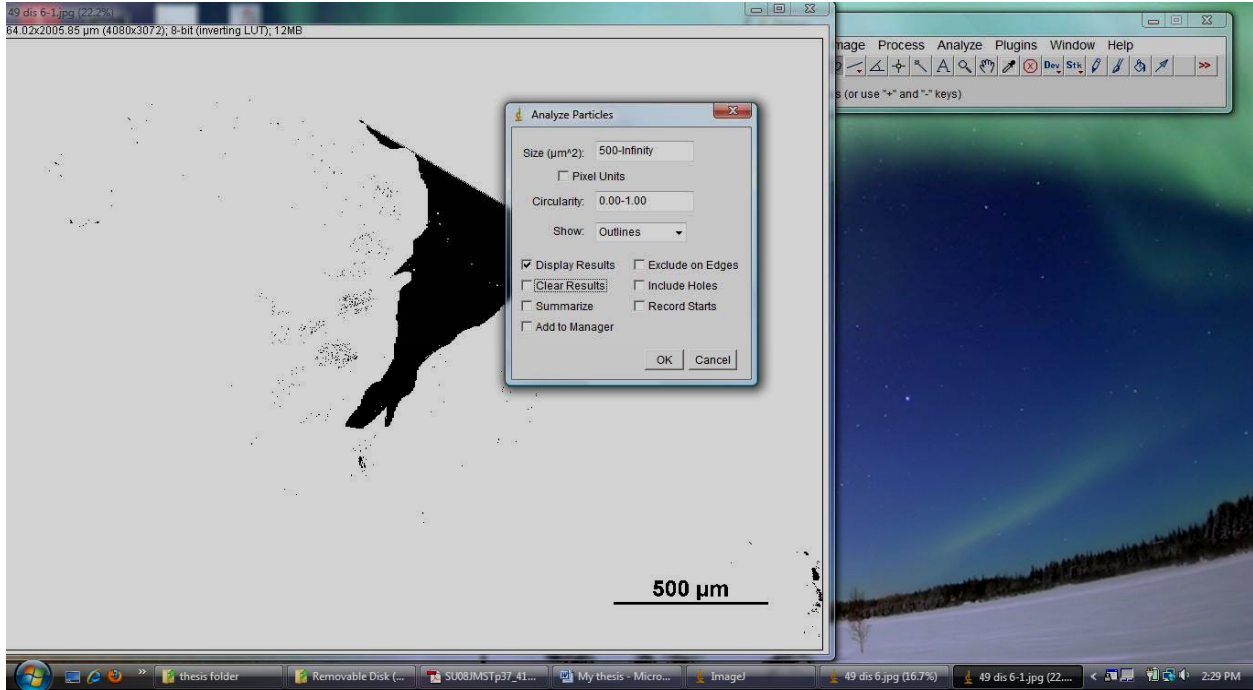 49 dis 6-1.jpg (22.2%)
64.02x2005.85 µm (4080x3072); 8-bit (inverting LUT); 12MB
mage Process Analyze Plugins Window Help
Dev Stk >>
s (or use "+" and "-" keys)
Analyze Particles
Size (µm^2): 500-Infinity
Pixel Units
Circularity: 0.00-1.00
Show: Outlines
Display Results Exclude on Edges
Clear Results Include Holes
Summarize Record Starts
Add to Manager
OK Cancel
500 µm
» thesis folder Removable Disk (... SU08JMSTp37_41... My thesis - Micro... ImageJ 49 dis 6.jpg (16.7%) 49 dis 6-1.jpg (22.... < 2:29 PM